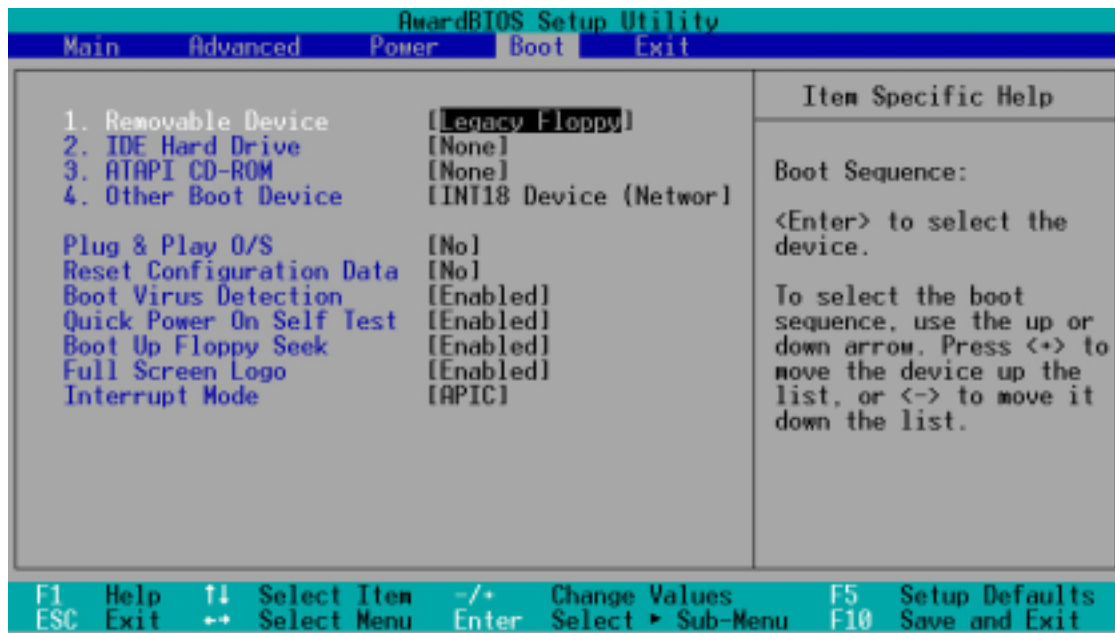 AwardBIOS Setup Utility
Main Advanced Power Boot Exit
1. Removable Device [Legacy Floppy]
2. IDE Hard Drive [None]
3. ATAPI CD-ROM [None]
4. Other Boot Device [INT18 Device (Networ]
Plug & Play O/S [No]
Reset Configuration Data [No]
Boot Virus Detection [Enabled]
Quick Power On Self Test [Enabled]
Boot Up Floppy Seek [Enabled]
Full Screen Logo [Enabled]
Interrupt Mode [APIC]
Item Specific Help
Boot Sequence:
<Enter> to select the
device.
To select the boot
sequence, use the up or
down arrow. Press <+> to
move the device up the
list, or <-> to move it
down the list.
F1 Help ↑↓ Select Item -/+ Change Values F5 Setup Defaults
ESC Exit ←→ Select Menu Enter Select ► Sub-Menu F10 Save and Exit